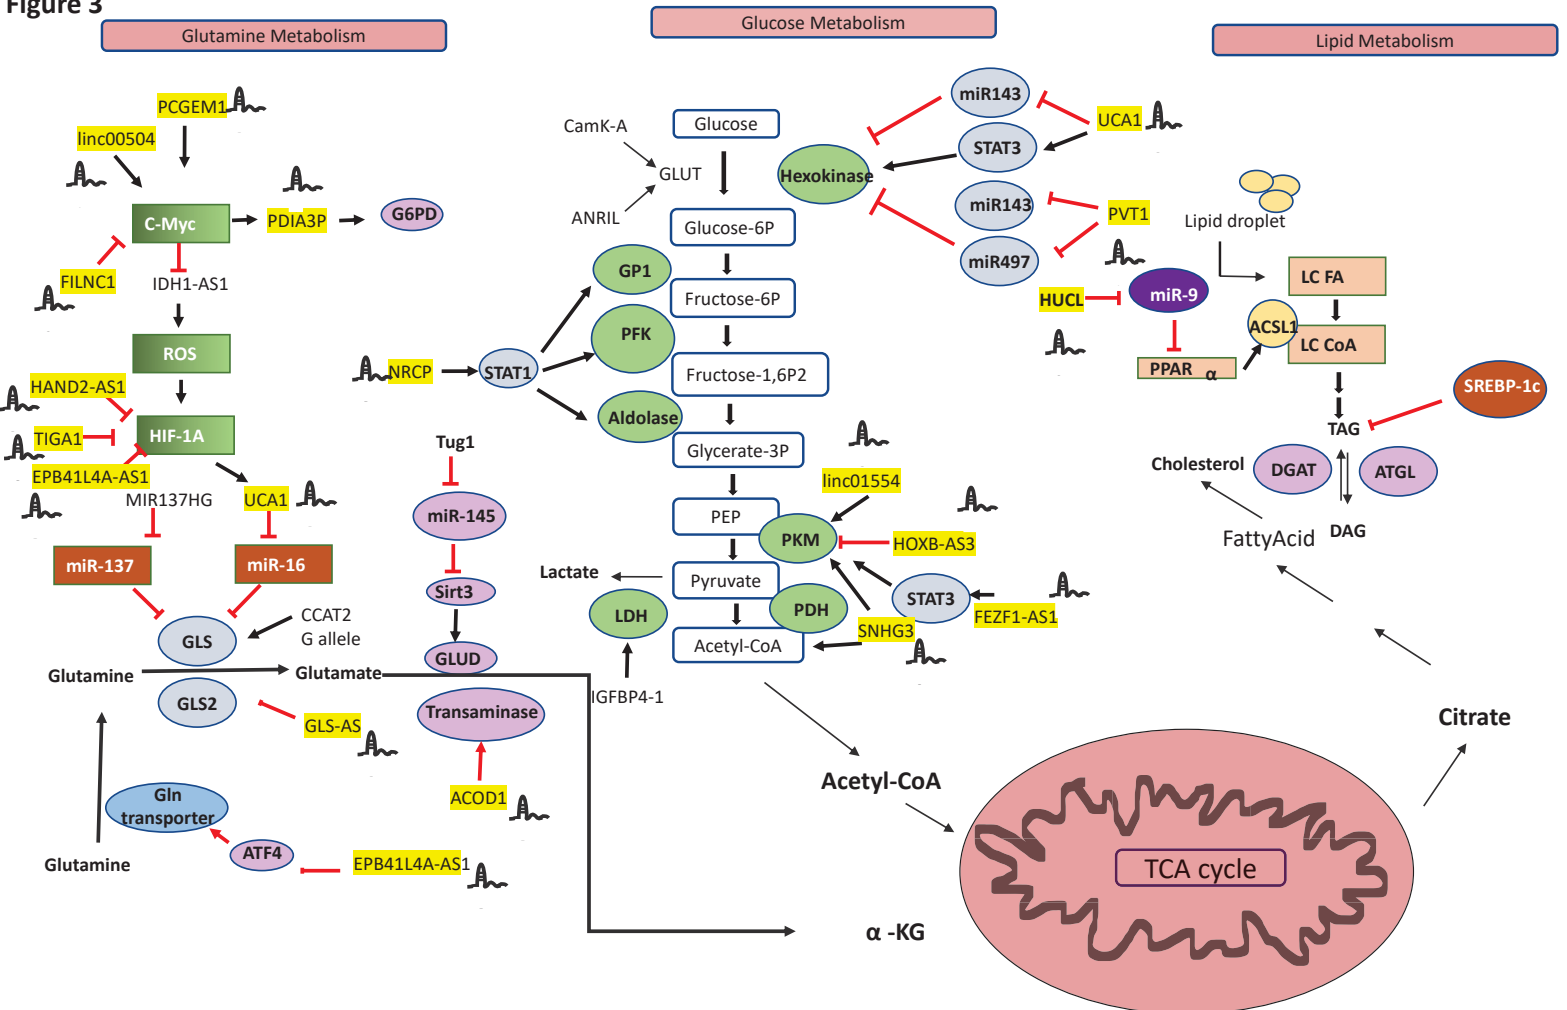 Figure 3
Glutamine Metabolism
PCGEM1
linc00504
C-Myc
PDIA3P
G6PD
FILNC1
IDH1-AS1
ROS
HAND2-AS1
TIGA1
HIF-1A
EPB41L4A-AS1
MIR137HG
UCA1
miR-137
miR-16
CCAT2
G allele
GLS
Glutamine
Glutamate
GLS2
GLS-AS
Gln
transporter
Glutamine
ATF4
EPB41L4A-AS1
Tug1
miR-145
Sirt3
GLUD
Transaminase
ACOD1
Glucose Metabolism
CamK-A
GLUT
ANRIL
Glucose
Glucose-6P
Fructose-6P
Fructose-1,6P2
Glycerate-3P
PEP
Pyruvate
Acetyl-CoA
GP1
PFK
Aldolase
NRCP
STAT1
Hexokinase
miR143
STAT3
miR143
miR497
UCA1
PVT1
linc01554
PKM
HOXB-AS3
STAT3
FEZF1-AS1
SNHG3
PDH
Lactate
LDH
IGFBP4-1
Acetyl-CoA
α -KG
TCA cycle
Lipid Metabolism
Lipid droplet
HUCL
miR-9
PPAR α
ACSL1
LC FA
LC CoA
SREBP-1c
TAG
DGAT
ATGL
DAG
Cholesterol
FattyAcid
Citrate